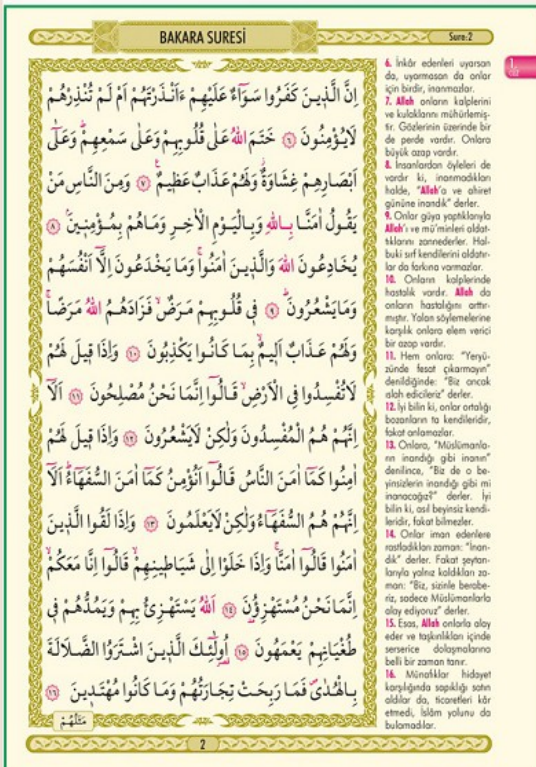 BAKARA SURESİ
Sure:2
اِنَّ الَّذ۪ينَ كَفَرُوا سَوَٓاءٌ عَلَيْهِمْ ءَاَنْذَرْتَهُمْ اَمْ لَمْ تُنْذِرْهُمْ
لَا يُؤْمِنُونَ ﴿٦﴾ خَتَمَ اللّٰهُ عَلٰى قُلُوبِهِمْ وَعَلٰى سَمْعِهِمْۜ وَعَلٰٓى
اَبْصَارِهِمْ غِشَاوَةٌۘ وَلَهُمْ عَذَابٌ عَظ۪يمٌ۟ ﴿٧﴾ وَمِنَ النَّاسِ مَنْ
يَقُولُ اٰمَنَّا بِاللّٰهِ وَبِالْيَوْمِ الْاٰخِرِ وَمَا هُمْ بِمُؤْمِن۪ينَۢ ﴿٨﴾
يُخَادِعُونَ اللّٰهَ وَالَّذ۪ينَ اٰمَنُواۚ وَمَا يَخْدَعُونَ اِلَّٓا اَنْفُسَهُمْ
وَمَا يَشْعُرُونَۜ ﴿٩﴾ ف۪ي قُلُوبِهِمْ مَرَضٌۙ فَزَادَهُمُ اللّٰهُ مَرَضًاۚ
وَلَهُمْ عَذَابٌ اَل۪يمٌۙ بِمَا كَانُوا يَكْذِبُونَ ﴿١٠﴾ وَاِذَا ق۪يلَ لَهُمْ
لَا تُفْسِدُوا فِي الْاَرْضِۙ قَالُٓوا اِنَّمَا نَحْنُ مُصْلِحُونَ ﴿١١﴾ اَلَٓا
اِنَّهُمْ هُمُ الْمُفْسِدُونَ وَلٰكِنْ لَا يَشْعُرُونَ ﴿١٢﴾ وَاِذَا ق۪يلَ لَهُمْ
اٰمِنُوا كَمَٓا اٰمَنَ النَّاسُ قَالُٓوا اَنُؤْمِنُ كَمَٓا اٰمَنَ السُّفَهَٓاءُۜ اَلَٓا
اِنَّهُمْ هُمُ السُّفَهَٓاءُ وَلٰكِنْ لَا يَعْلَمُونَ ﴿١٣﴾ وَاِذَا لَقُوا الَّذ۪ينَ
اٰمَنُوا قَالُٓوا اٰمَنَّاۚ وَاِذَا خَلَوْا اِلٰى شَيَاط۪ينِهِمْۙ قَالُٓوا اِنَّا مَعَكُمْۙ
اِنَّمَا نَحْنُ مُسْتَهْزِؤُ۫نَ ﴿١٤﴾ اَللّٰهُ يَسْتَهْزِئُ بِهِمْ وَيَمُدُّهُمْ ف۪ي
طُغْيَانِهِمْ يَعْمَهُونَ ﴿١٥﴾ اُو۬لٰٓئِكَ الَّذ۪ينَ اشْتَرَوُا الضَّلَالَةَ
بِالْهُدٰىۖ فَمَا رَبِحَتْ تِجَارَتُهُمْ وَمَا كَانُوا مُهْتَد۪ينَ ﴿١٦﴾
مَثَلُهُمْ
2
6. İnkâr edenleri uyarsan
da, uyarmasan da onlar
için birdir, inanmazlar.
7. Allah onların kalplerini
ve kulaklarını mühürlemiş-
tir. Gözlerinin üzerinde bir
de perde vardır. Onlara
büyük azap vardır.
8. İnsanlardan öyleleri de
vardır ki, inanmadıkları
halde, "Allah'a ve ahiret
gününe inandık" derler.
9. Onlar güya yaptıklarıyla
Allah'ı ve mü'minleri aldat-
tıklarını zannederler. Hal-
buki sırf kendilerini aldatır-
lar da farkına varmazlar.
10. Onların kalplerinde
hastalık vardır. Allah da
onların hastalığını arttır-
mıştır. Yalan söylemelerine
karşılık onlara elem verici
bir azap vardır.
11. Hem onlara: "Yeryü-
zünde fesat çıkarmayın"
denildiğinde: "Biz ancak
ıslah edicileriz" derler.
12. İyi bilin ki, onlar ortalığı
bozanların ta kendileridir,
fakat anlamazlar.
13. Onlara, "Müslümanla-
rın inandığı gibi inanın"
denilince, "Biz de o be-
yinsizlerin inandığı gibi mi
inanacağız?" derler. İyi
bilin ki, asıl beyinsiz kendi-
leridir, fakat bilmezler.
14. Onlar iman edenlere
rastladıkları zaman: "İnan-
dık" derler. Fakat şeytan-
larıyla yalnız kaldıkları za-
man: "Biz, sizinle berabe-
riz, sadece Müslümanlarla
alay ediyoruz" derler.
15. Esas, Allah onlarla alay
eder ve taşkınlıkları içinde
serserice dolaşmalarına
belli bir zaman tanır.
16. Münafıklar hidayet
karşılığında sapıklığı satın
aldılar da, ticaretleri kâr
etmedi, İslâm yolunu da
bulamadılar.